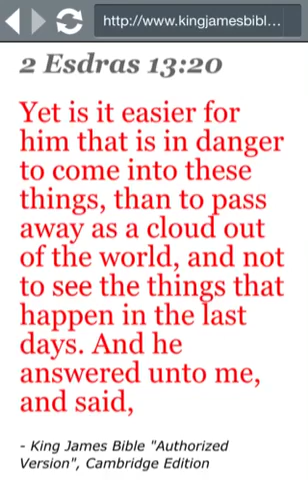 http://www.kingjamesbibl...
2 Esdras 13:20
Yet is it easier for
him that is in danger
to come into these
things, than to pass
away as a cloud out
of the world, and not
to see the things that
happen in the last
days. And he
answered unto me,
and said,
- King James Bible "Authorized
Version", Cambridge Edition